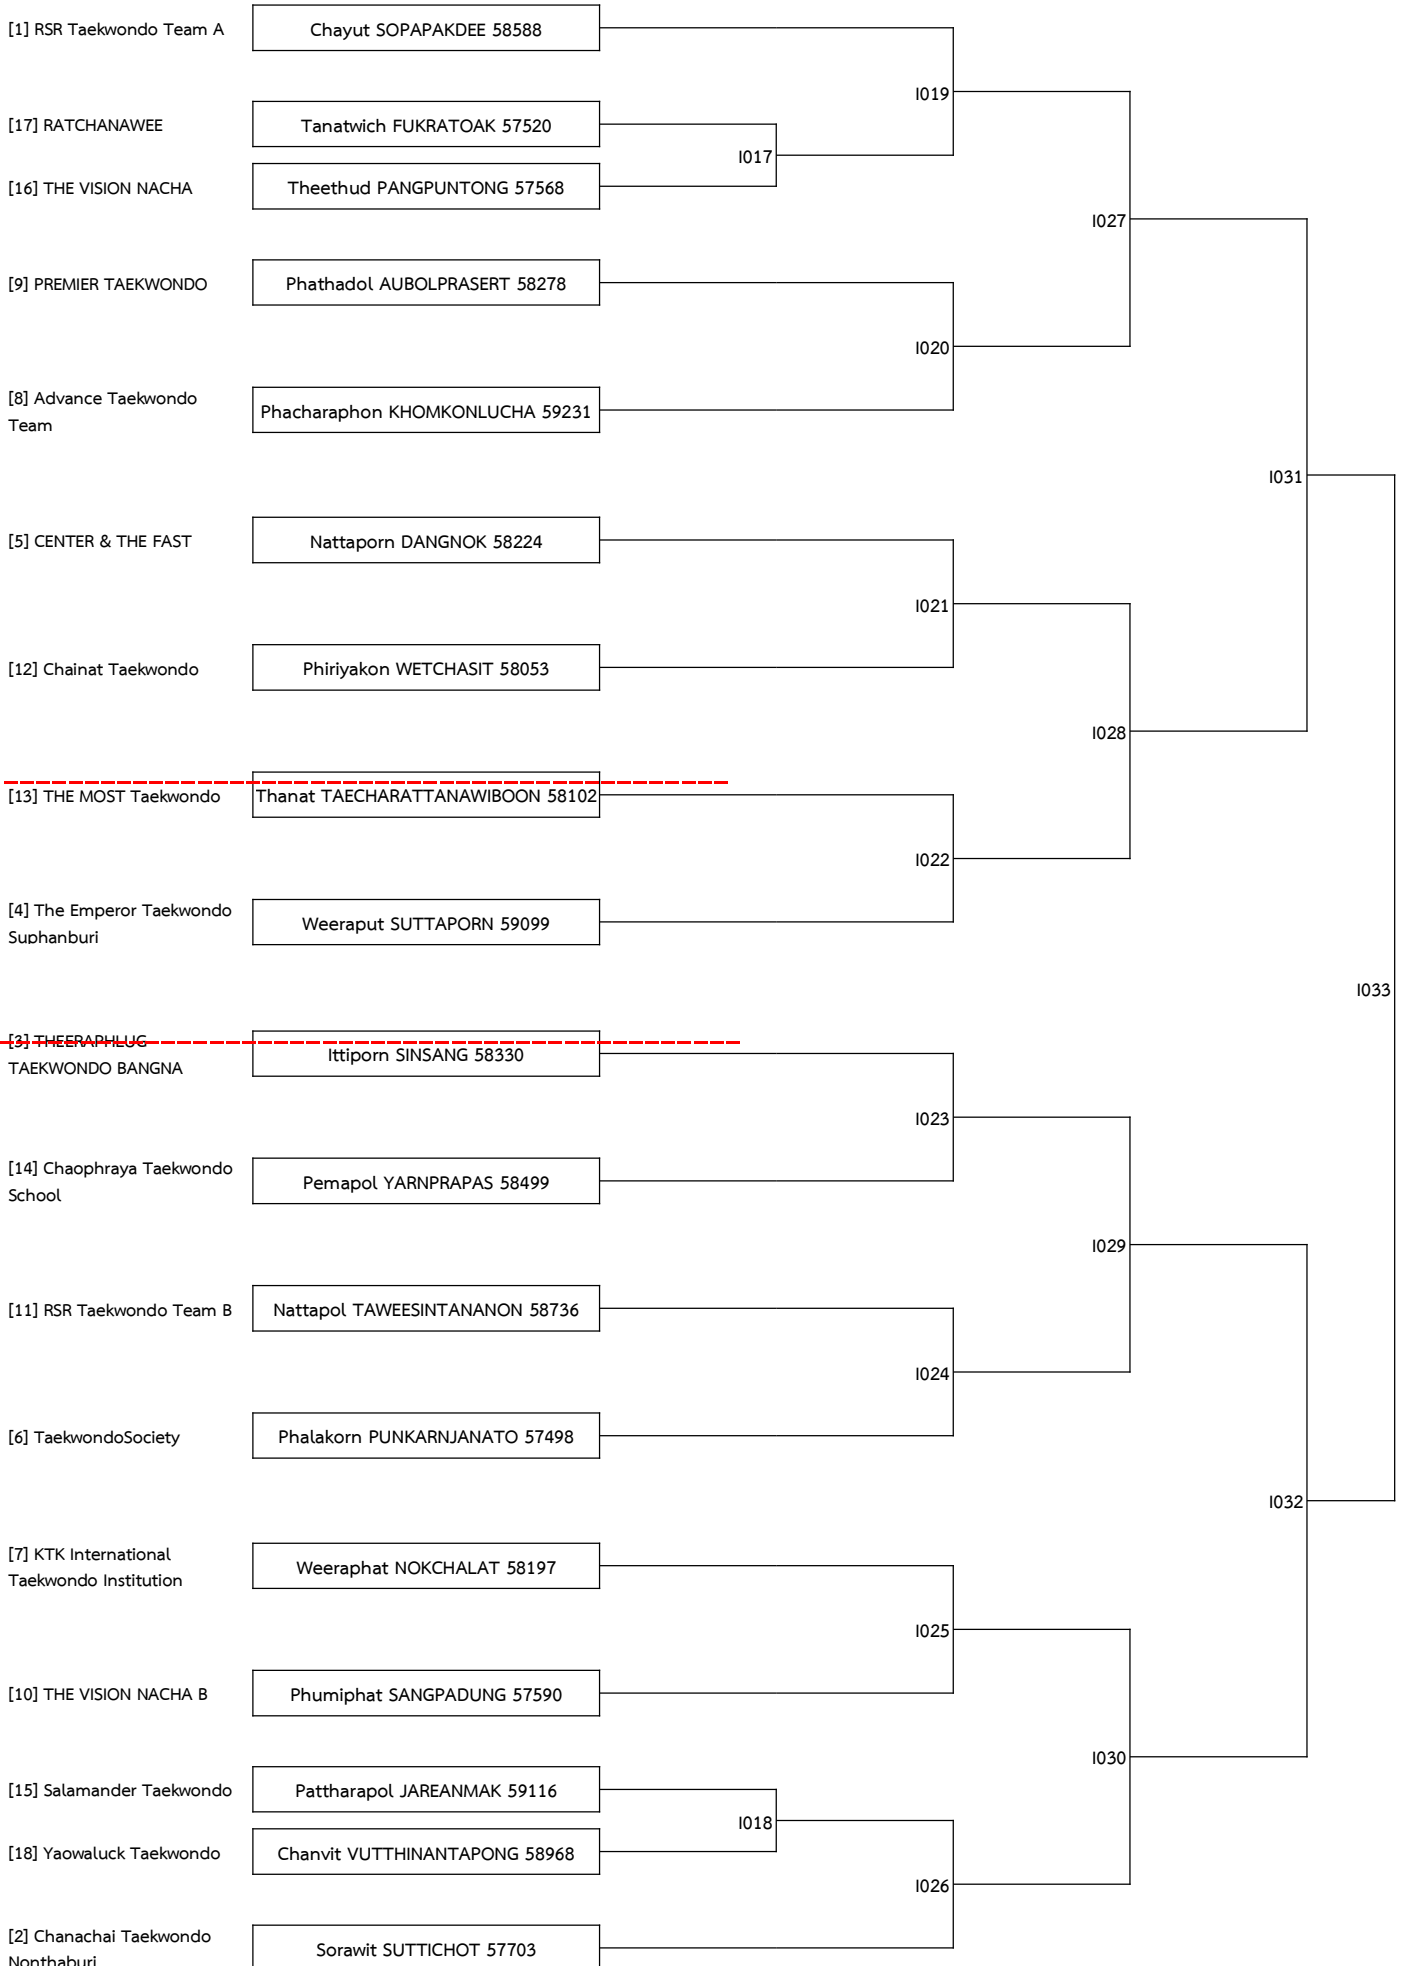 [1] RSR Taekwondo Team A
Chayut SOPAPAKDEE 58588
I019
[17] RATCHANAWEE
Tanatwich FUKRATOAK 57520
I017
[16] THE VISION NACHA
Theethud PANGPUNTONG 57568
I027
[9] PREMIER TAEKWONDO
Phathadol AUBOLPRASERT 58278
I020
[8] Advance Taekwondo
Team
Phacharaphon KHOMKONLUCHA 59231
I031
[5] CENTER & THE FAST
Nattaporn DANGNOK 58224
I021
[12] Chainat Taekwondo
Phiriyakon WETCHASIT 58053
I028
[13] THE MOST Taekwondo
Thanat TAECHARATTANAWIBOON 58102
I022
[4] The Emperor Taekwondo
Suphanburi
Weeraput SUTTAPORN 59099
I033
[3] THEERAPHLUG
TAEKWONDO BANGNA
Ittiporn SINSANG 58330
I023
[14] Chaophraya Taekwondo
School
Pemapol YARNPRAPAS 58499
I029
[11] RSR Taekwondo Team B
Nattapol TAWEESINTANANON 58736
I024
[6] TaekwondoSociety
Phalakorn PUNKARNJANATO 57498
I032
[7] KTK International
Taekwondo Institution
Weeraphat NOKCHALAT 58197
I025
[10] THE VISION NACHA B
Phumiphat SANGPADUNG 57590
I030
[15] Salamander Taekwondo
Pattharapol JAREANMAK 59116
I018
[18] Yaowaluck Taekwondo
Chanvit VUTTHINANTAPONG 58968
I026
[2] Chanachai Taekwondo
Nonthaburi
Sorawit SUTTICHOT 57703